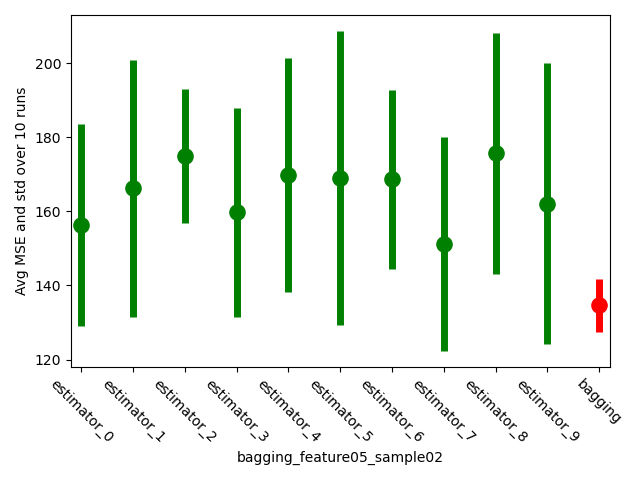 Avg MSE and std over 10 runs
200
180
160
140
120
estimator_0
estimator_1
estimator_2
estimator_3
estimator_4
estimator_5
estimator_6
estimator_7
estimator_8
estimator_9
bagging
bagging_feature05_sample02